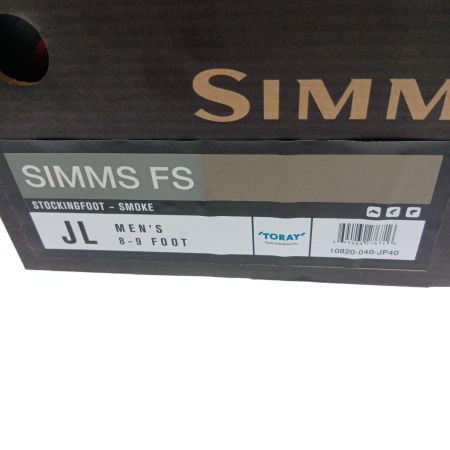 SIMM
SIMMS FS
STOCKINGFOOT - SMOKE
JL
MEN'S
8-9 FOOT
'TORAY'
10820-040-JP40